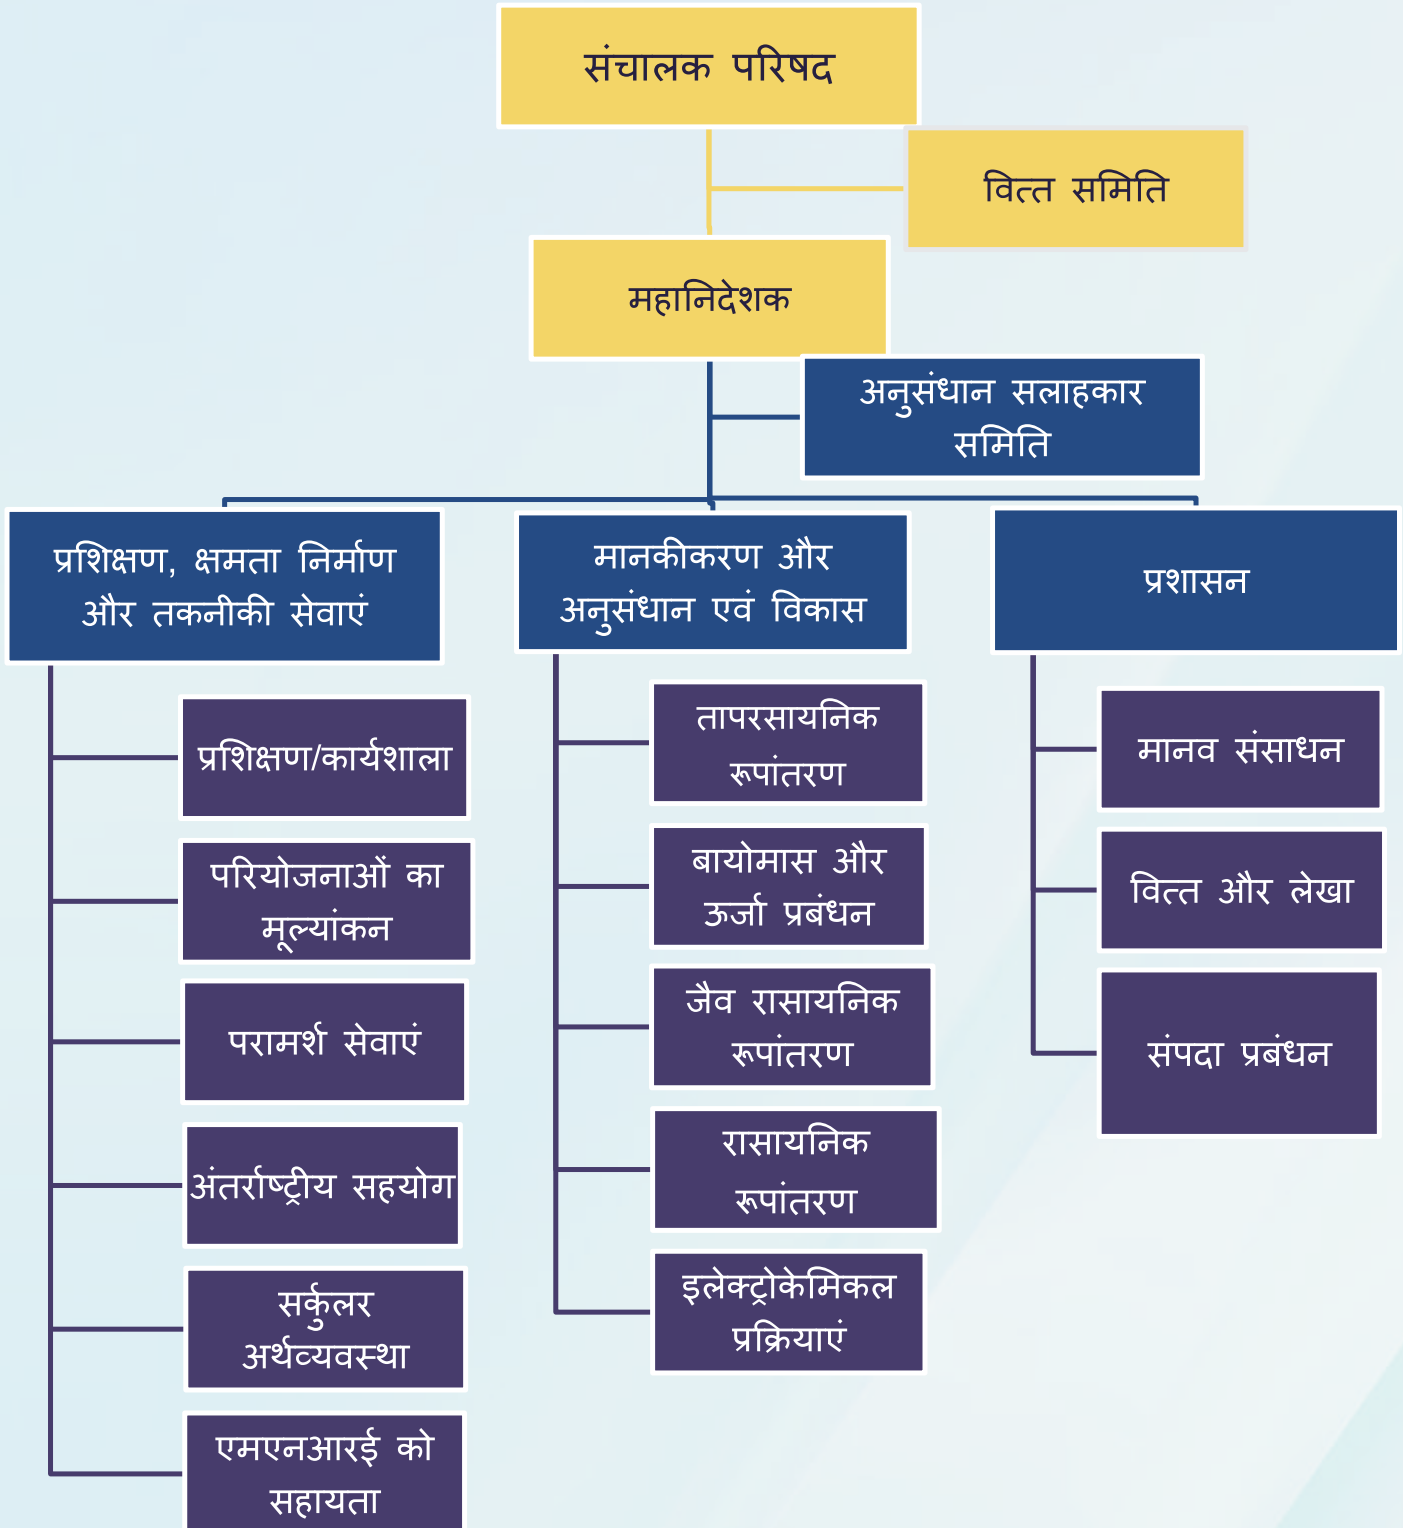 संचालक परिषद
वित्त समिति
महानिदेशक
अनुसंधान सलाहकार
समिति
प्रशिक्षण, क्षमता निर्माण
और तकनीकी सेवाएं
मानकीकरण और
अनुसंधान एवं विकास
प्रशासन
प्रशिक्षण/कार्यशाला
परियोजनाओं का
मूल्यांकन
परामर्श सेवाएं
अंतर्राष्ट्रीय सहयोग
सर्कुलर
अर्थव्यवस्था
एमएनआरई को
सहायता
तापरसायनिक
रूपांतरण
बायोमास और
ऊर्जा प्रबंधन
जैव रासायनिक
रूपांतरण
रासायनिक
रूपांतरण
इलेक्ट्रोकेमिकल
प्रक्रियाएं
मानव संसाधन
वित्त और लेखा
संपदा प्रबंधन